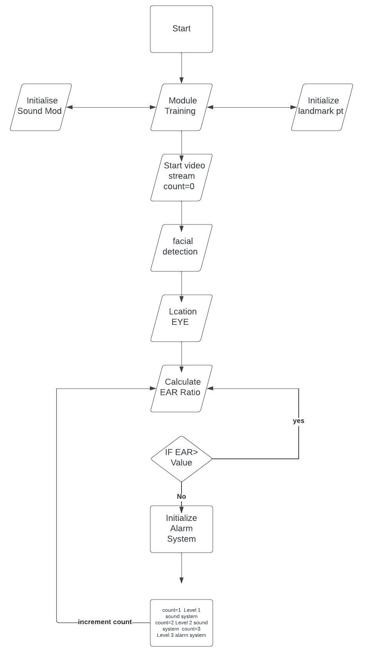 Start
Initialise
Sound Mod
Module
Training
Initialize
landmark pt
Start video
stream
count=0
facial
detection
Lcation
EYE
Calculate
EAR Ratio
yes
IF EAR>
Value
No
Initialize
Alarm
System
count=1 Level 1
sound system
count=2 Level 2 sound
system count=3
Level 3 alarm system
increment count